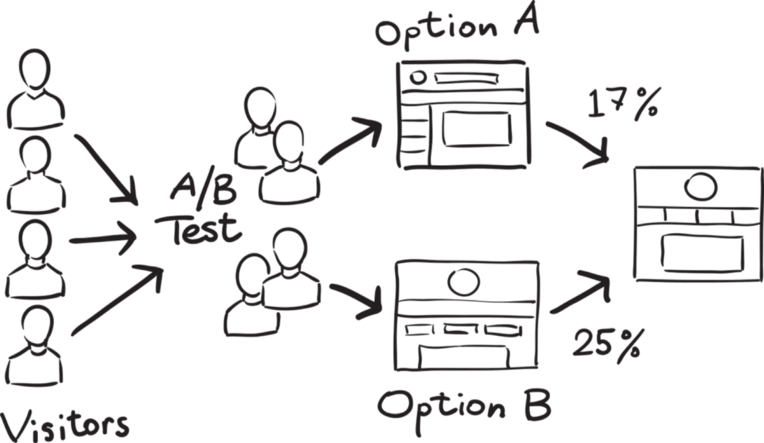 Option A
17%
A/B
Test
25%
Option B
Visitors